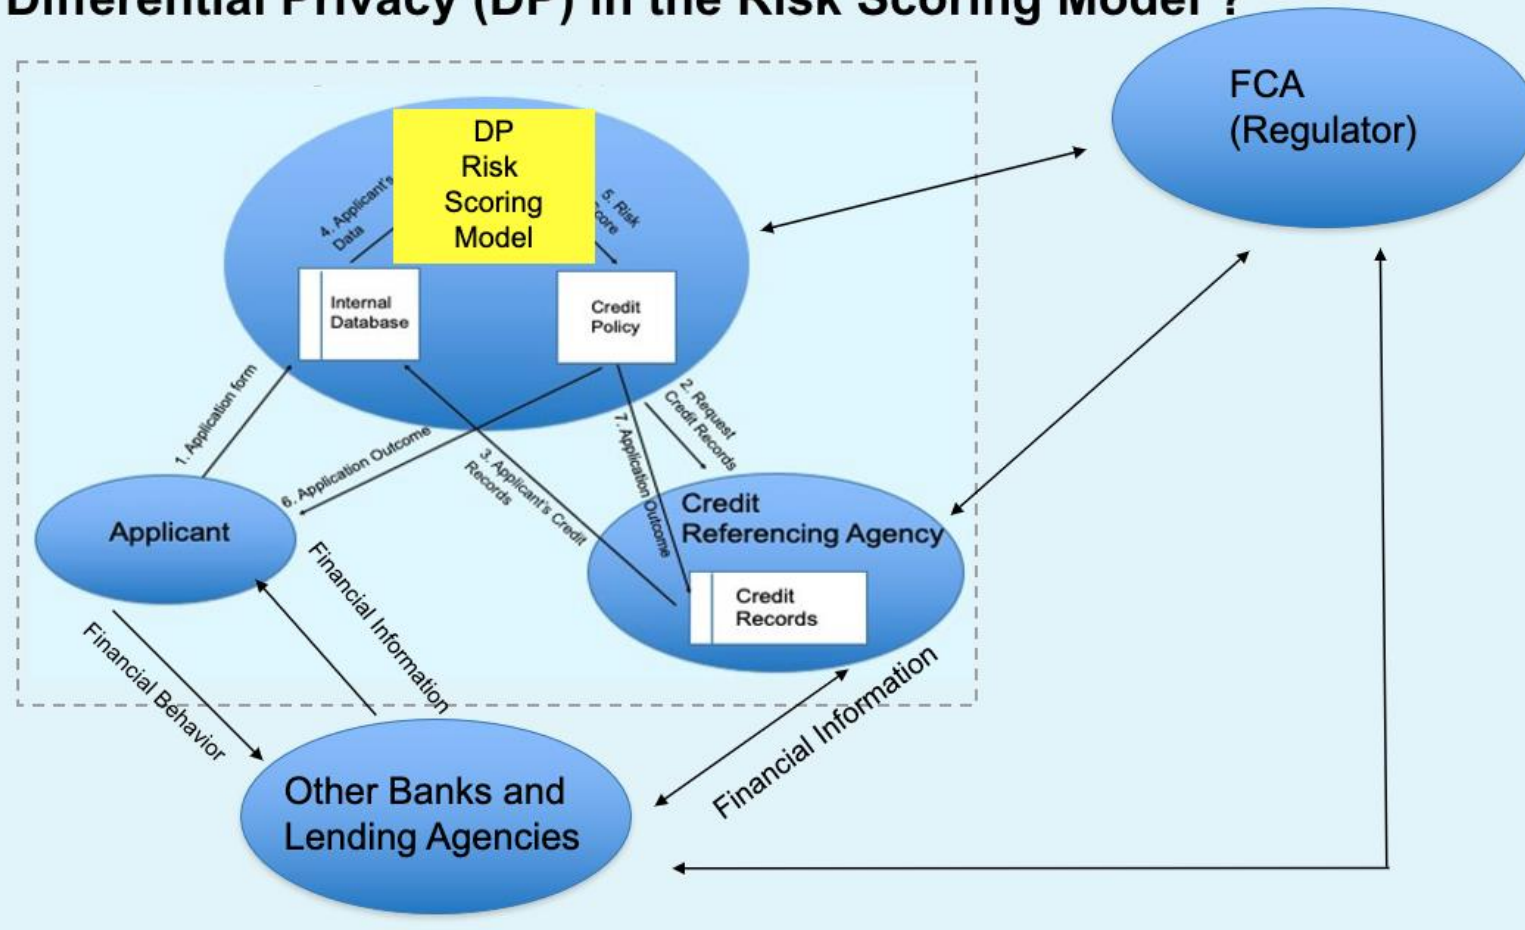 Differential Privacy (DP) in the Risk Scoring Model ?
FCA
(Regulator)
DP
Risk
Scoring
Model
4. Applicant's
Data
5. Risk
Score
Internal
Database
Credit
Policy
1. Application form
6. Application Outcome
3. Applicant's Credit
Records
7. Application Outcome
2. Request
Credit Records
Applicant
Credit
Referencing Agency
Credit
Records
Financial Information
Financial Behavior
Financial Information
Other Banks and
Lending Agencies